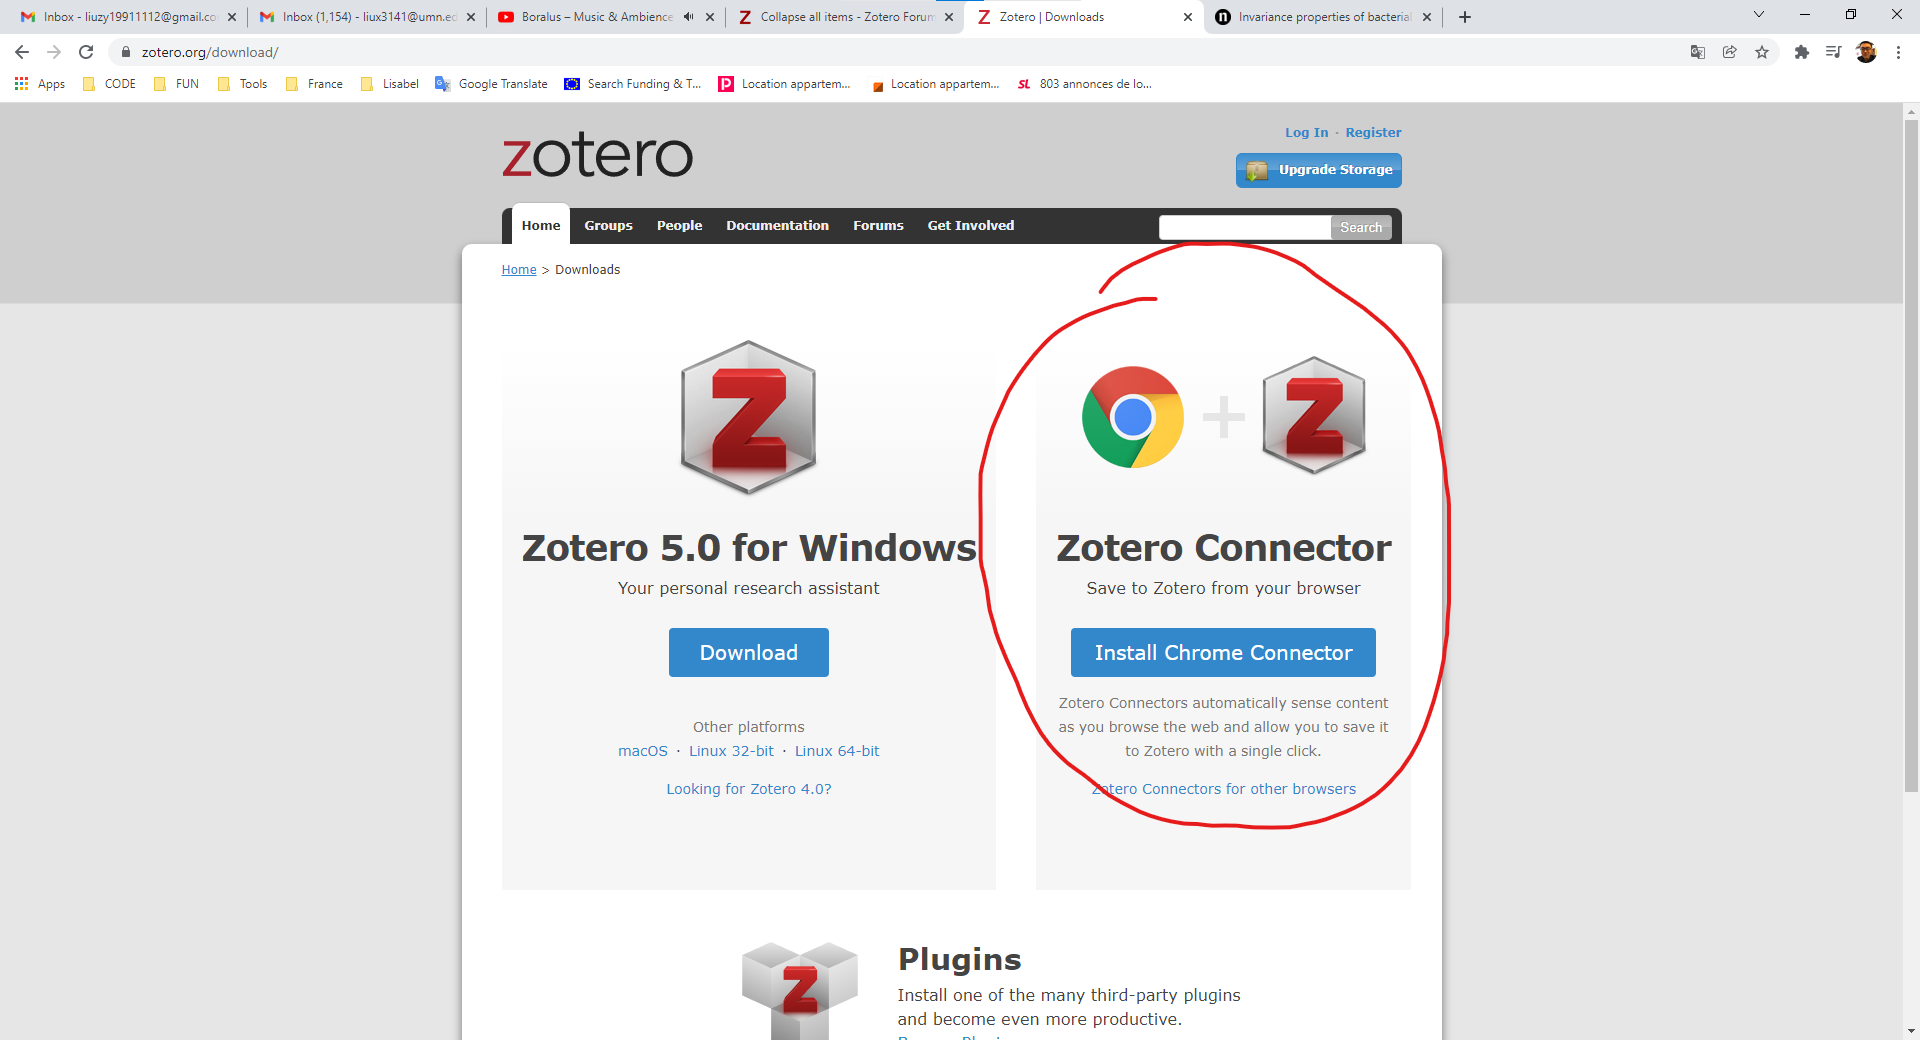 Inbox - liuzy19911112@gmail.co
Inbox (1,154) - liux3141@umn.ed
Boralus – Music & Ambience
Collapse all items - Zotero Forum
Zotero | Downloads
Invariance properties of bacterial
zotero.org/download/
Apps
CODE
FUN
Tools
France
Lisabel
Google Translate
Search Funding & T...
Location appartem...
Location appartem...
SL 803 annonces de lo...
zotero
Log In · Register
Upgrade Storage
Home Groups People Documentation Forums Get Involved
Search
Home > Downloads
Zotero 5.0 for Windows
Your personal research assistant
Download
Other platforms
macOS · Linux 32-bit · Linux 64-bit
Looking for Zotero 4.0?
Zotero Connector
Save to Zotero from your browser
Install Chrome Connector
Zotero Connectors automatically sense content
as you browse the web and allow you to save it
to Zotero with a single click.
Zotero Connectors for other browsers
Plugins
Install one of the many third-party plugins
and become even more productive.